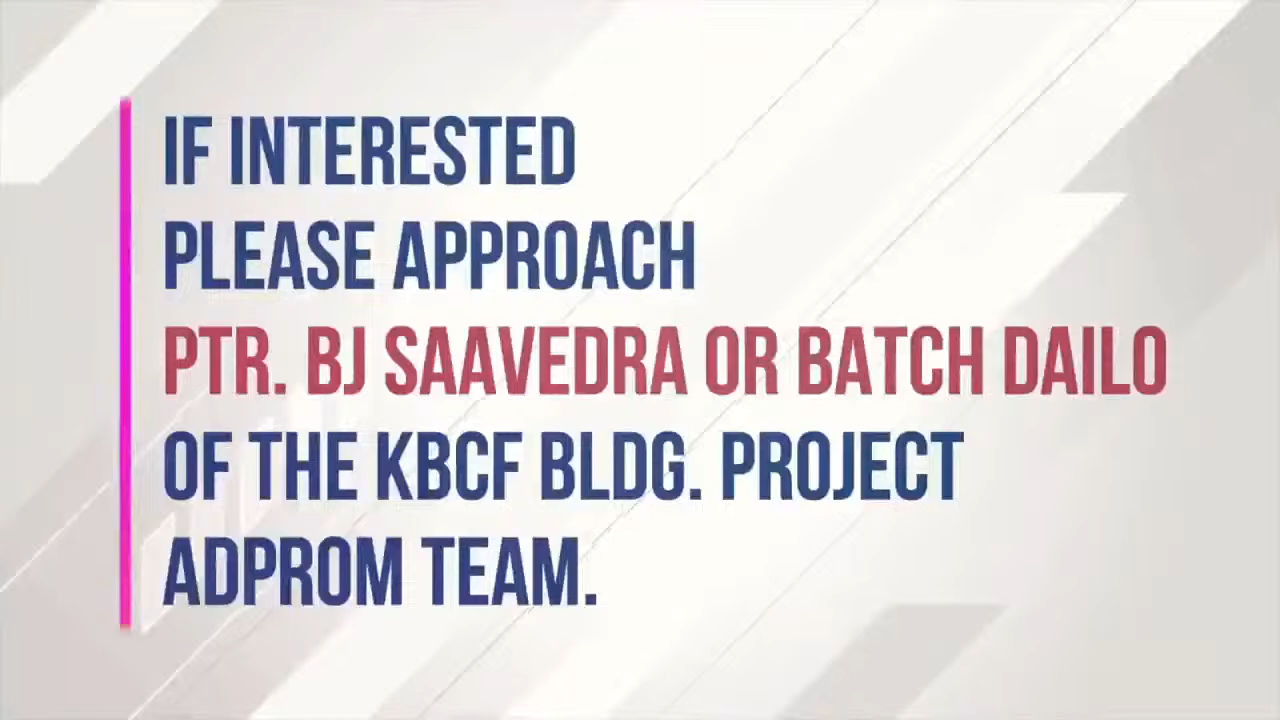 IF INTERESTED
PLEASE APPROACH
PTR. BJ SAAVEDRA OR BATCH DAILO
OF THE KBCF BLDG. PROJECT
ADPROM TEAM.